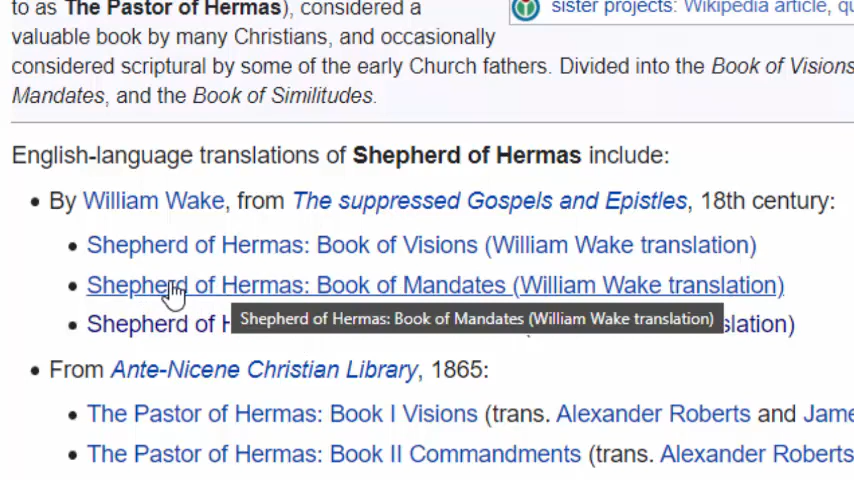 to as The Pastor of Hermas), considered a
sister projects: Wikipedia article, qu
valuable book by many Christians, and occasionally
considered scriptural by some of the early Church fathers. Divided into the Book of Visions
Mandates, and the Book of Similitudes.
English-language translations of Shepherd of Hermas include:
• By William Wake, from The suppressed Gospels and Epistles, 18th century:
• Shepherd of Hermas: Book of Visions (William Wake translation)
• Shepherd of Hermas: Book of Mandates (William Wake translation)
Shepherd of Hermas: Book of Mandates (William Wake translation)
• Shepherd of H slation)
• From Ante-Nicene Christian Library, 1865:
• The Pastor of Hermas: Book I Visions (trans. Alexander Roberts and Jame
• The Pastor of Hermas: Book II Commandments (trans. Alexander Roberts